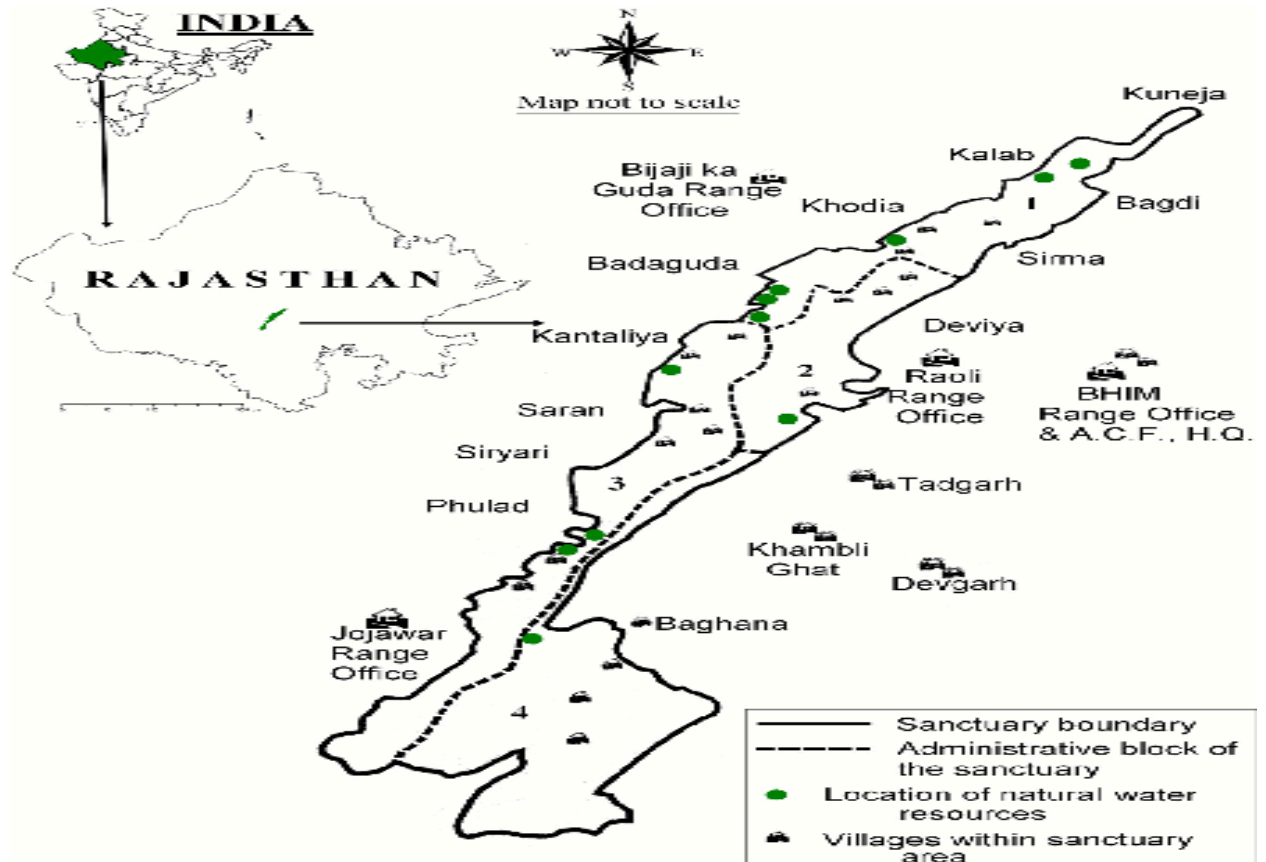 INDIA
N
W E
S
Map not to scale
RAJASTHAN
Kuneja
Kalab
Bijaji ka
Guda Range
Office
Khodia
1
Bagdi
Sirma
Badaguda
Deviya
Kantaliya
2
Raoli
Range
Office
BHIM
Range Office
& A.C.F., H.Q.
Saran
Siryari
3
Phulad
Tadgarh
Khambli
Ghat
Devgarh
Baghana
Jojawar
Range
Office
4
Sanctuary boundary
Administrative block of
the sanctuary
Location of natural water
resources
Villages within sanctuary
area